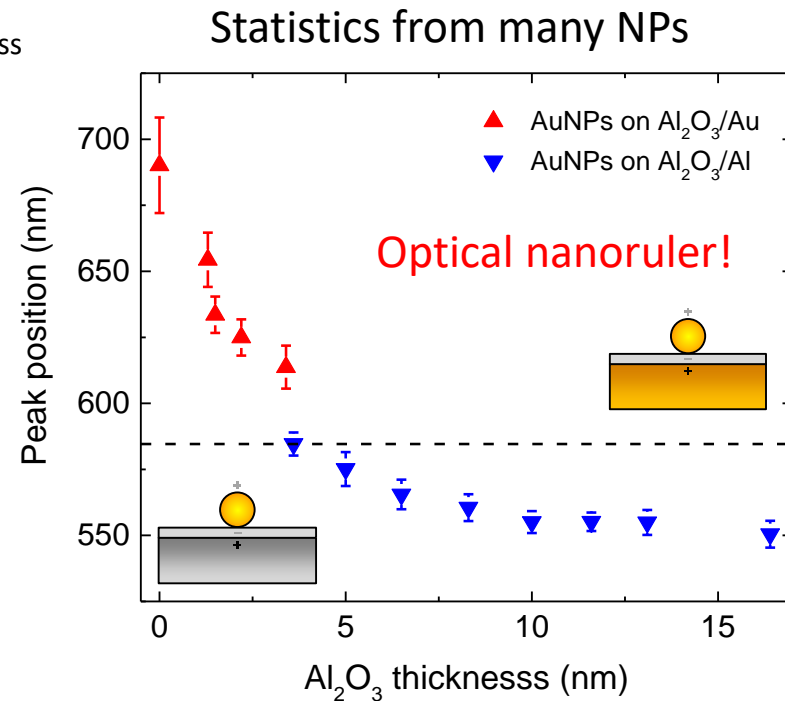 ss
Statistics from many NPs
AuNPs on Al₂O₃/Au
AuNPs on Al₂O₃/Al
Optical nanoruler!
700
650
600
550
Peak position (nm)
0 5 10 15
Al₂O₃ thicknesss (nm)
+
−
+
+
−
+